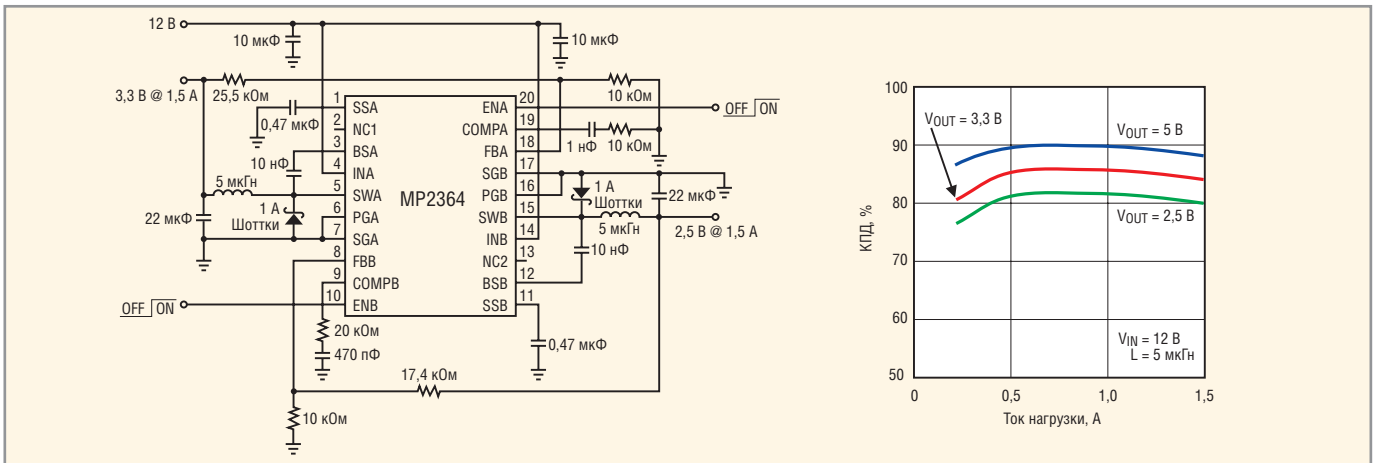 12 В
10 мкФ
10 мкФ
3,3 В @ 1,5 А
25,5 кОм
10 кОм
0,47 мкФ
10 нФ
5 мкГн
22 мкФ
1 А
Шоттки
1
2
3
4
5
6
7
8
9
10
SSA
NC1
BSA
INA
SWA
PGA
SGA
FBB
COMPB
ENB
MP2364
ENA
COMPA
FBA
SGB
PGB
SWB
INB
NC2
BSB
SSB
20
19
18
17
16
15
14
13
12
11
OFF ON
1 нФ
10 кОм
1 А
Шоттки
22 мкФ
5 мкГн
2,5 В @ 1,5 А
10 нФ
0,47 мкФ
OFF ON
20 кОм
470 пФ
17,4 кОм
10 кОм
КПД, %
100
90
80
70
60
50
VOUT = 3,3 В
VOUT = 5 В
VOUT = 2,5 В
VIN = 12 В
L = 5 мкГн
0
0,5
1,0
1,5
Ток нагрузки, А